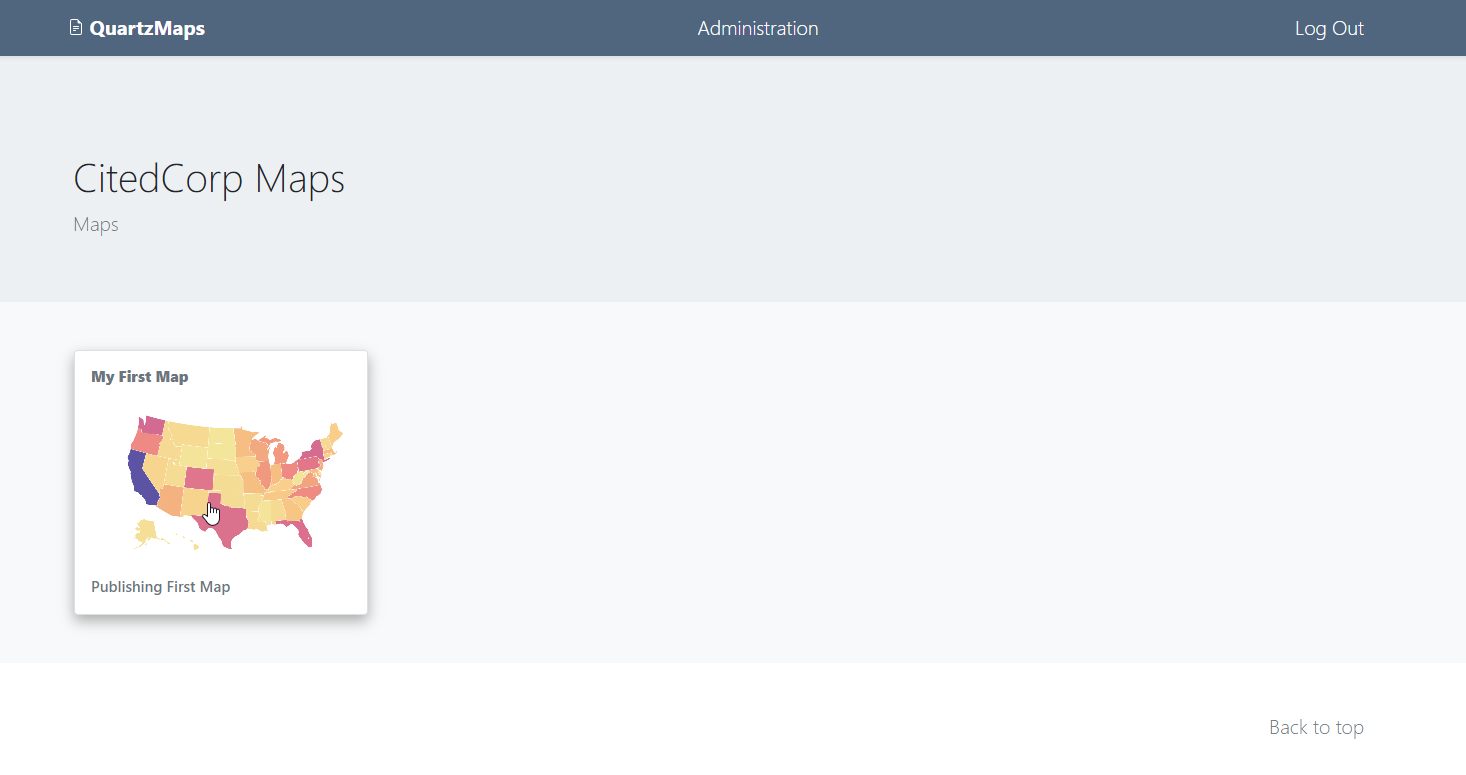 QuartzMaps
Administration
Log Out
CitedCorp Maps
Maps
My First Map
Publishing First Map
Back to top